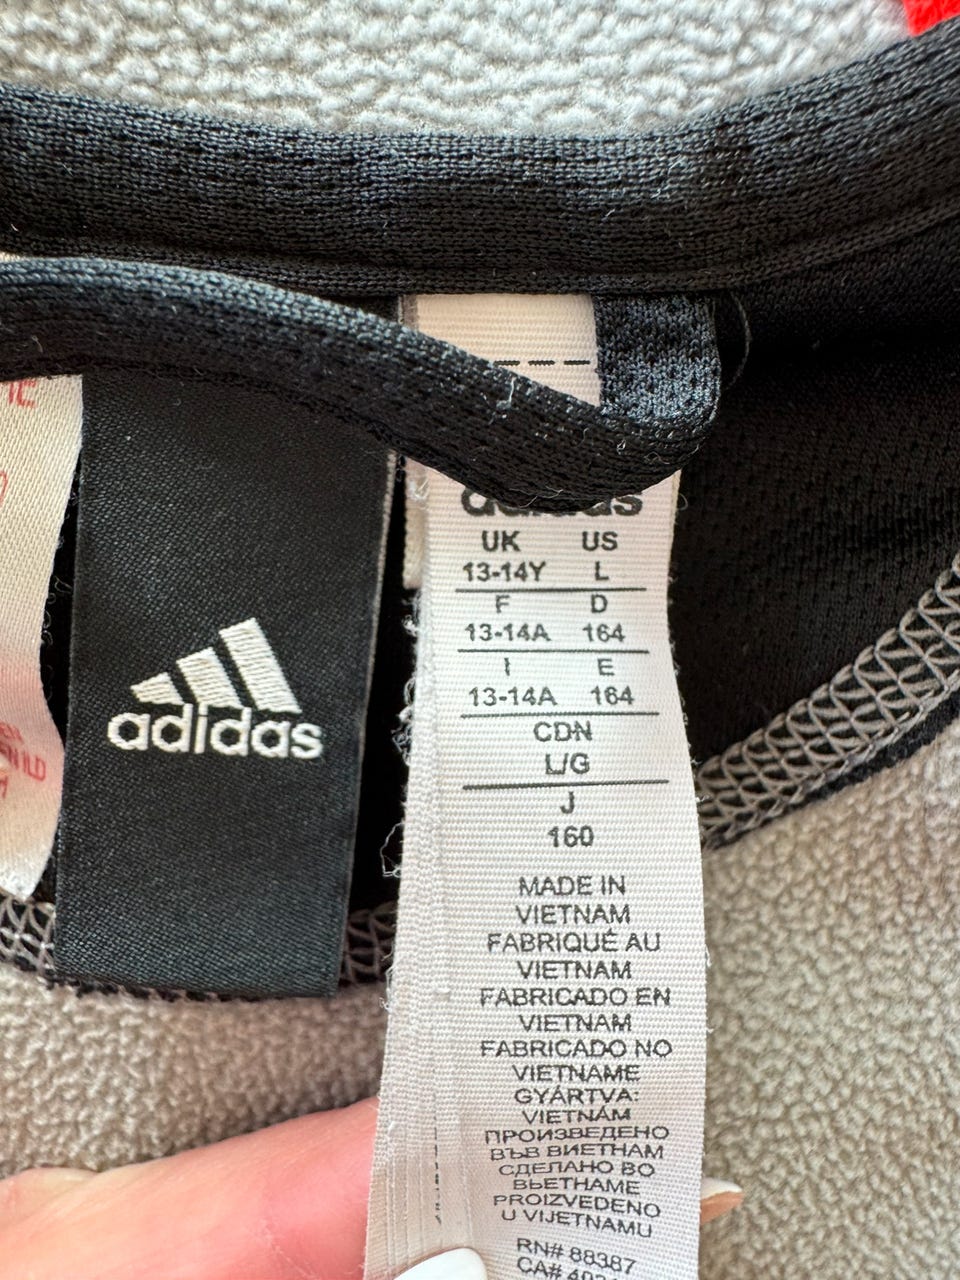 adidas
adidas
UK US
13-14Y L
F D
13-14A 164
I E
13-14A 164
CDN
L/G
J
160
MADE IN
VIETNAM
FABRIQUÉ AU
VIETNAM
FABRICADO EN
VIETNAM
FABRICADO NO
VIETNAME
GYÁRTVA:
VIETNÁM
ПРОИЗВЕДЕНО
ВЪВ ВИЕТНАМ
СДЕЛАНО ВО
ВЬЕТНАМЕ
PROIZVEDENO
U VIJETNAMU
RN# 88387
CA#